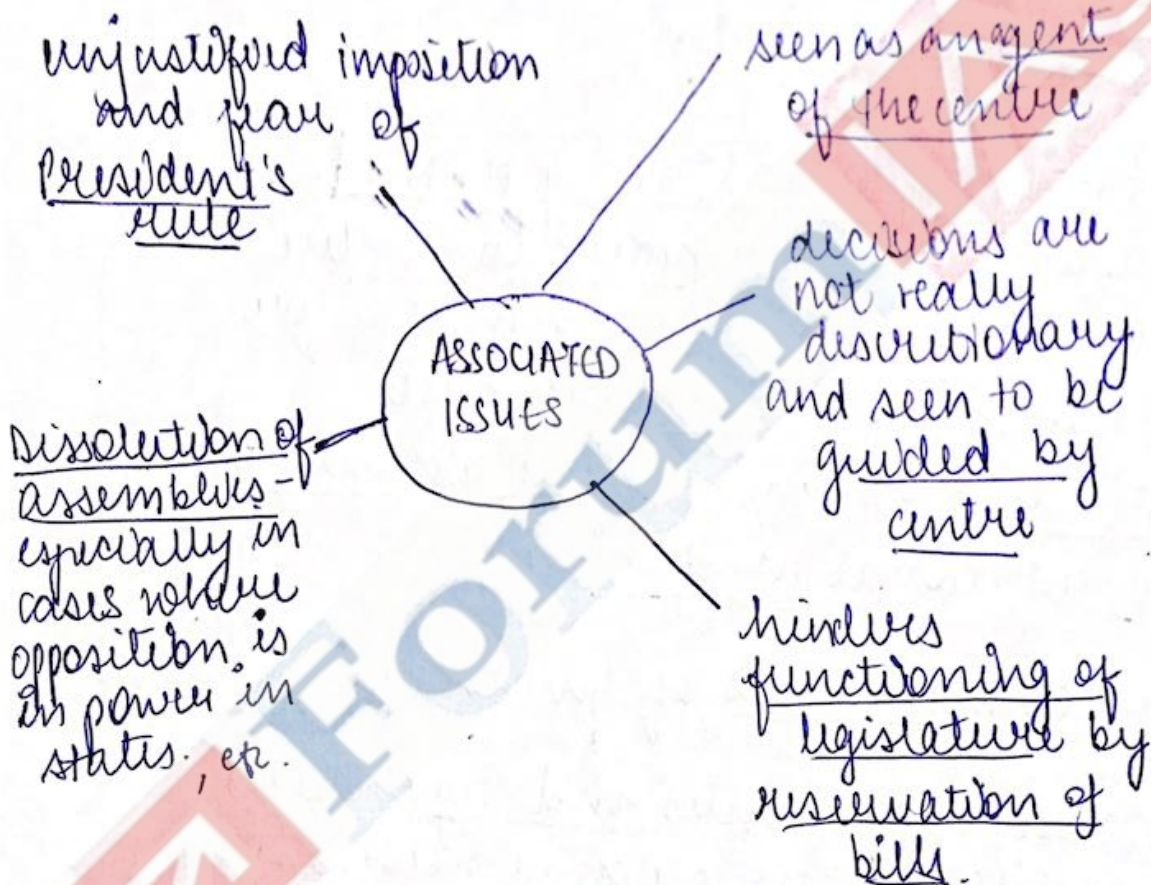 unjustified imposition
and fear of
President's
rule
seen as an agent
of the centre
decisions are
not really
discretionary
and seen to be
guided by
centre
ASSOCIATED
ISSUES
Dissolution of
assemblies -
especially in
cases where
opposition is
in power in
states, etc.
hinders
functioning of
legislature by
reservation of
bills.
Forum